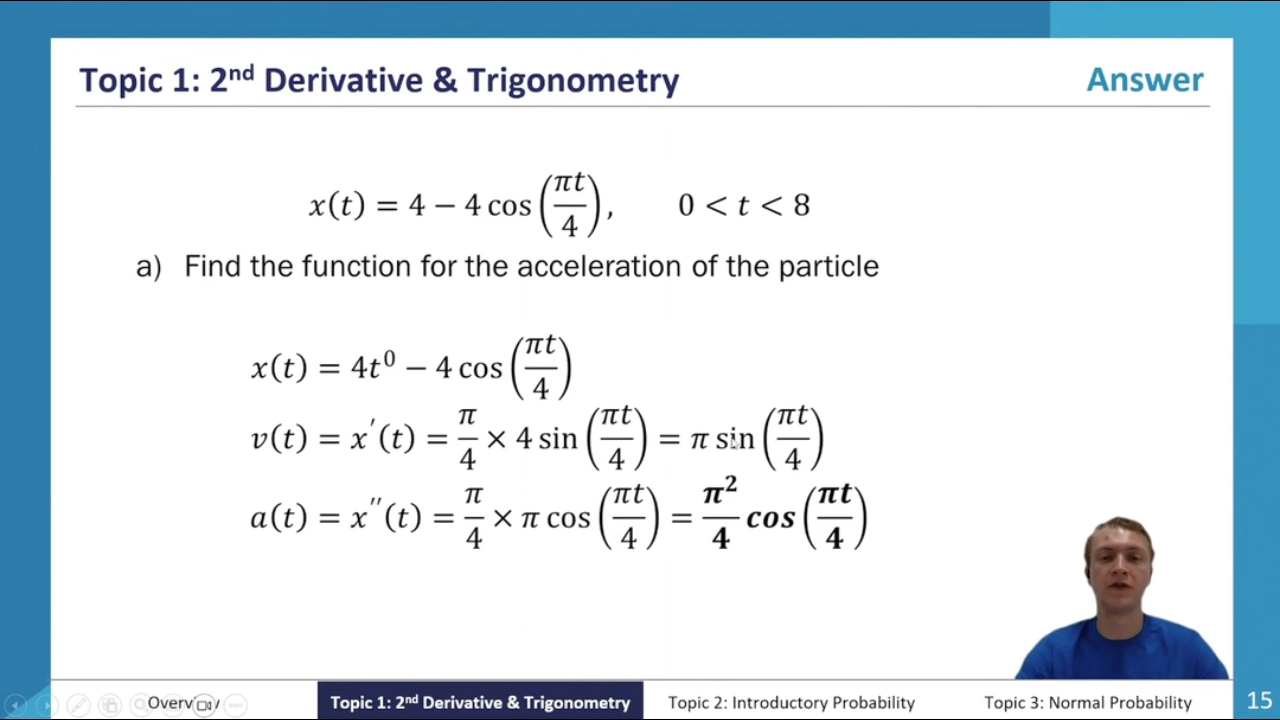 Topic 1: 2nd Derivative & Trigonometry
Answer
x(t) = 4 − 4 cos(πt/4), 0 < t < 8
a) Find the function for the acceleration of the particle
x(t) = 4t⁰ − 4 cos(πt/4)
v(t) = x′(t) = π/4 × 4 sin(πt/4) = π sin(πt/4)
a(t) = x″(t) = π/4 × π cos(πt/4) = π²/4 cos(πt/4)
Overview
Topic 1: 2nd Derivative & Trigonometry
Topic 2: Introductory Probability
Topic 3: Normal Probability
15